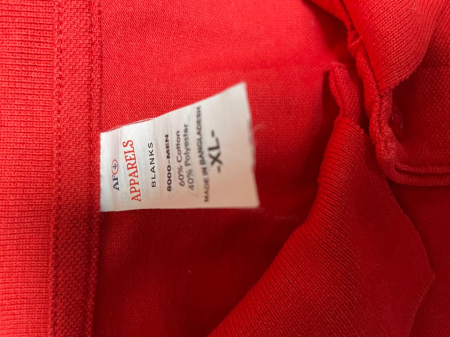 APPARELS
BLANKS
8000-MEN
60% Cotton
40% Polyester
MADE IN BANGLADESH
-XL-